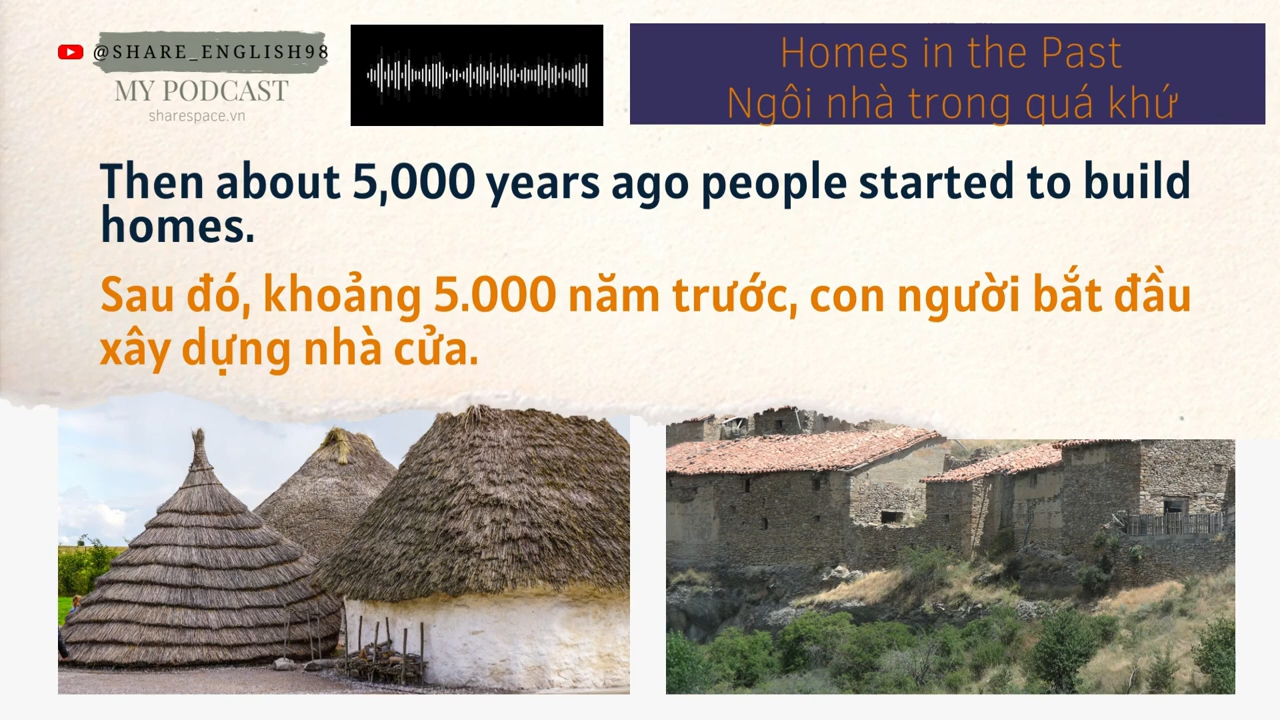 @SHARE_ENGLISH98
MY PODCAST
sharespace.vn
Homes in the Past
Ngôi nhà trong quá khứ
Then about 5,000 years ago people started to build
homes.
Sau đó, khoảng 5.000 năm trước, con người bắt đầu
xây dựng nhà cửa.